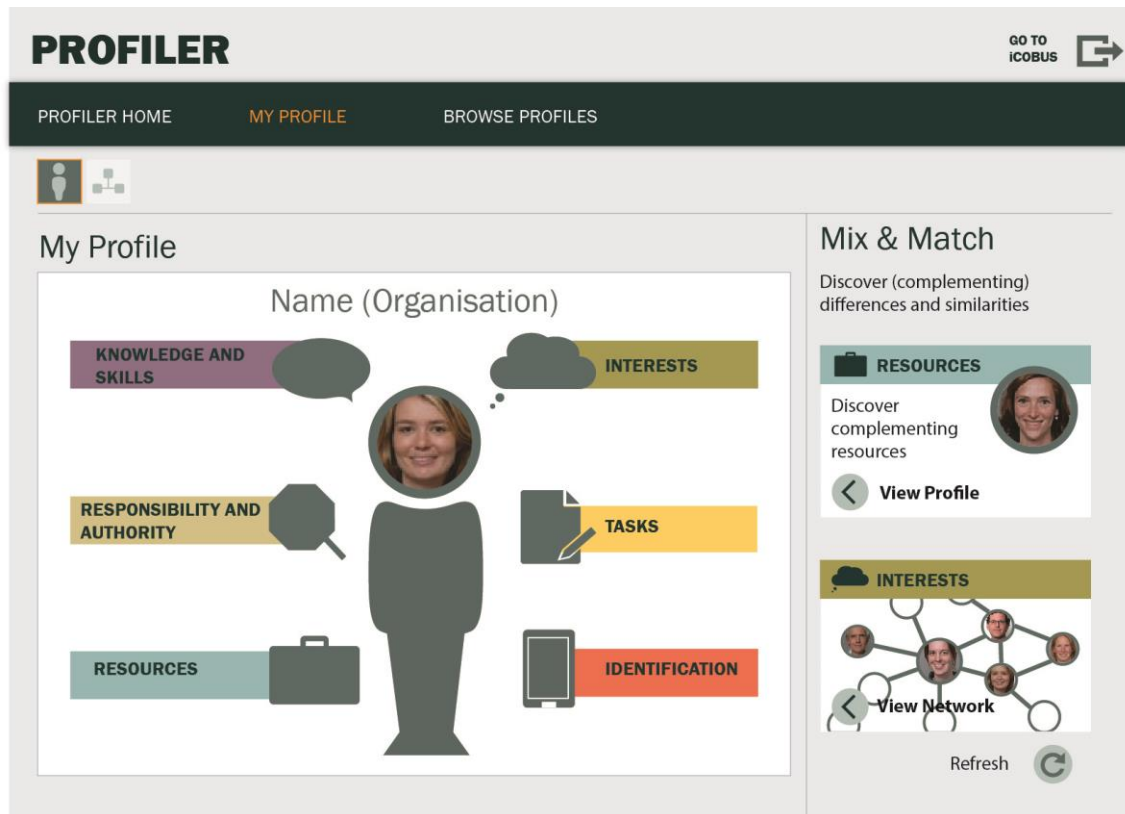 PROFILER
GO TO
iCOBUS
PROFILER HOME
MY PROFILE
BROWSE PROFILES
My Profile
Name (Organisation)
KNOWLEDGE AND
SKILLS
INTERESTS
RESPONSIBILITY AND
AUTHORITY
TASKS
RESOURCES
IDENTIFICATION
Mix & Match
Discover (complementing)
differences and similarities
RESOURCES
Discover
complementing
resources
View Profile
INTERESTS
View Network
Refresh